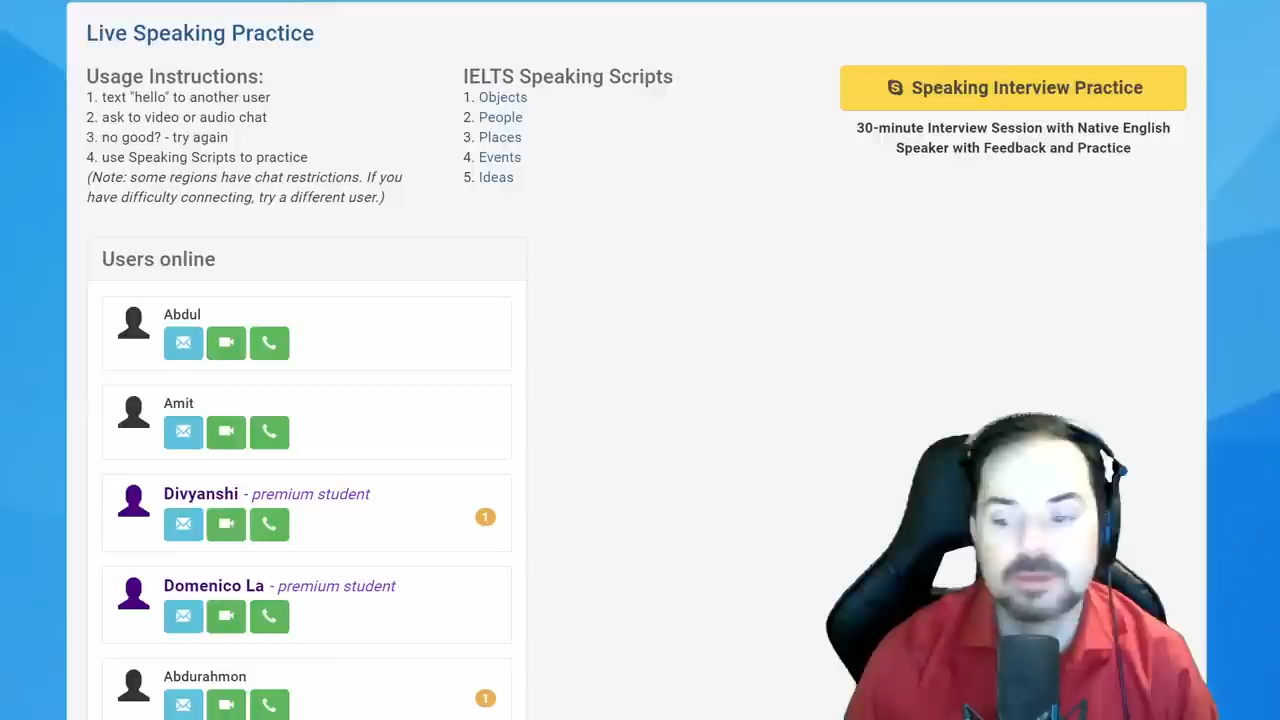 Live Speaking Practice
Usage Instructions:
1. text "hello" to another user
2. ask to video or audio chat
3. no good? - try again
4. use Speaking Scripts to practice
(Note: some regions have chat restrictions. If you
have difficulty connecting, try a different user.)
IELTS Speaking Scripts
1. Objects
2. People
3. Places
4. Events
5. Ideas
Speaking Interview Practice
30-minute Interview Session with Native English
Speaker with Feedback and Practice
Users online
Abdul
Amit
Divyanshi - premium student
1
Domenico La - premium student
Abdurahmon
1